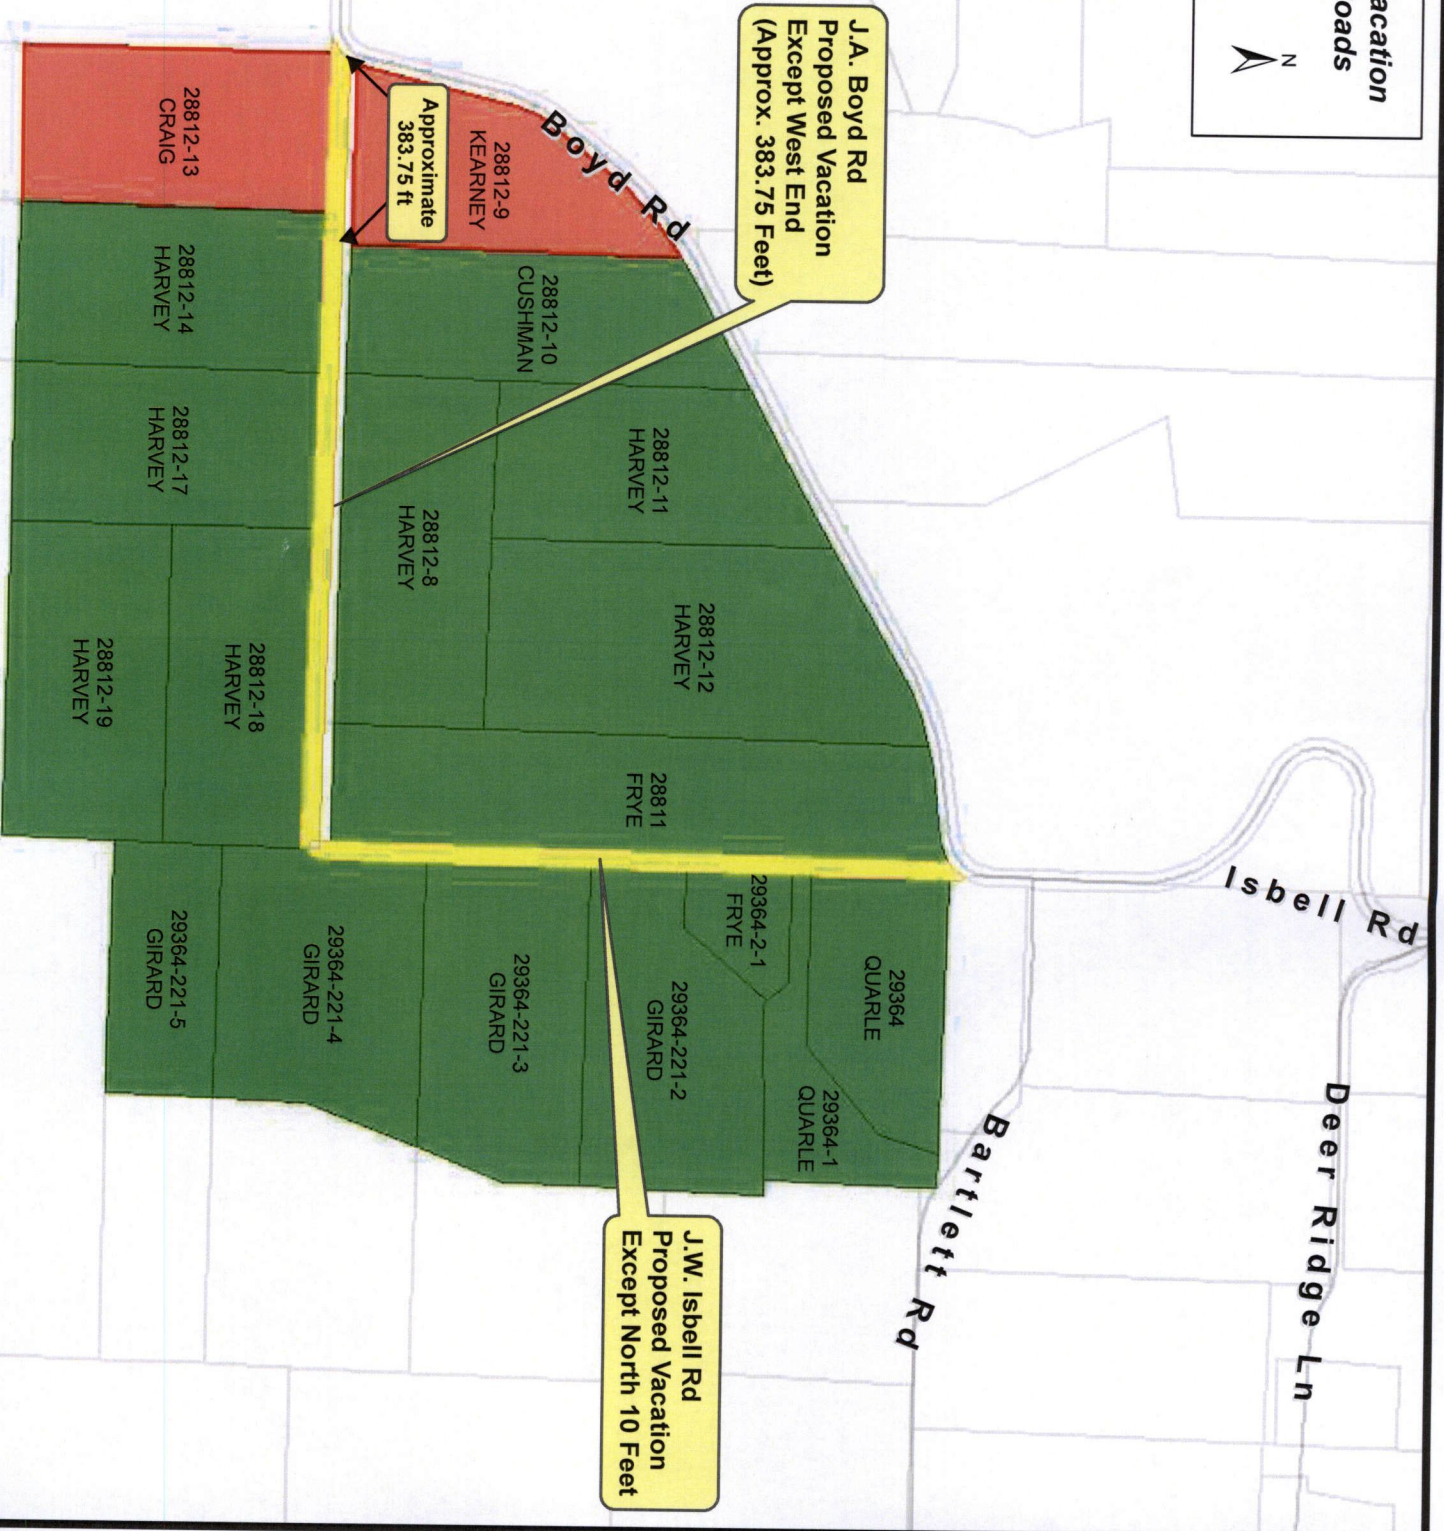 acation
oads
N
J.A. Boyd Rd
Proposed Vacation
Except West End
(Approx. 383.75 Feet)
Boyd Rd
Isbell Rd
Deer Ridge Ln
Bartlett Rd
Approximate
383.75 ft
28812-9
KEARNEY
28812-13
CRAIG
28812-10
CUSHMAN
28812-11
HARVEY
28812-12
HARVEY
28812-8
HARVEY
28811
FRYE
28812-14
HARVEY
28812-17
HARVEY
28812-18
HARVEY
28812-19
HARVEY
29364
QUARLE
29364-1
QUARLE
29364-2-1
FRYE
29364-221-2
GIRARD
29364-221-3
GIRARD
29364-221-4
GIRARD
29364-221-5
GIRARD
J.W. Isbell Rd
Proposed Vacation
Except North 10 Feet